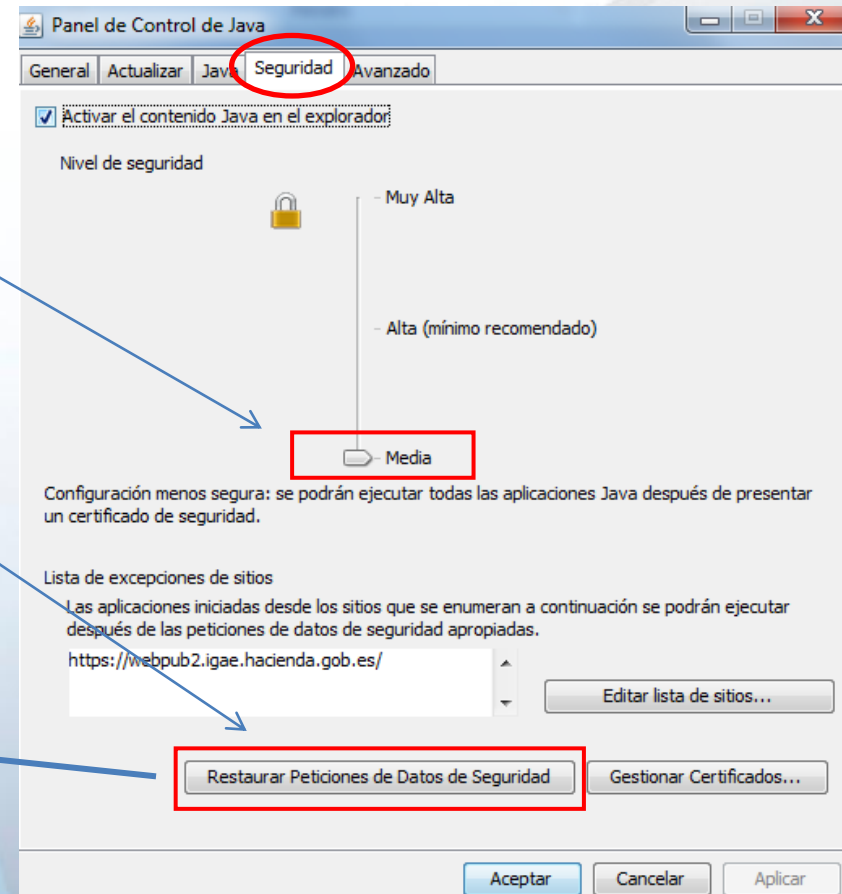 Panel de Control de Java
General Actualizar Java Seguridad Avanzado
Activar el contenido Java en el explorador
Nivel de seguridad
Muy Alta
Alta (mínimo recomendado)
Media
Configuración menos segura: se podrán ejecutar todas las aplicaciones Java después de presentar
un certificado de seguridad.
Lista de excepciones de sitios
Las aplicaciones iniciadas desde los sitios que se enumeran a continuación se podrán ejecutar
después de las peticiones de datos de seguridad apropiadas.
https://webpub2.igae.hacienda.gob.es/
Editar lista de sitios...
Restaurar Peticiones de Datos de Seguridad Gestionar Certificados...
Aceptar Cancelar Aplicar